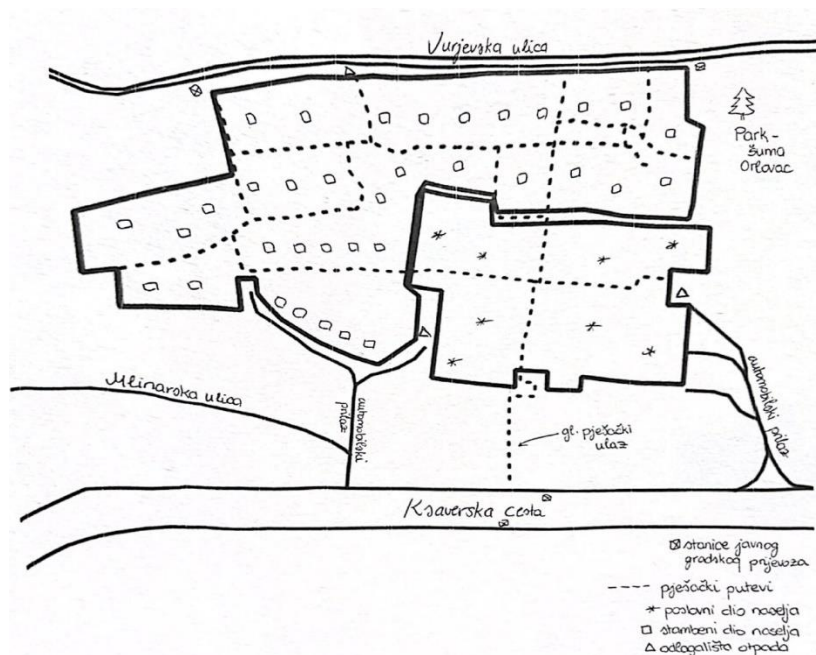 Vurjevska ulica
Park-
šuma
Orlovac
Mlinarska ulica
automobilski
prilaz
gl. pješački
ulaz
automobilski prilaz
Ksaverska cesta
stanice javnog
gradskog prijevoza
pješački putevi
poslovni dio naselja
stambeni dio naselja
odlagalište otpada